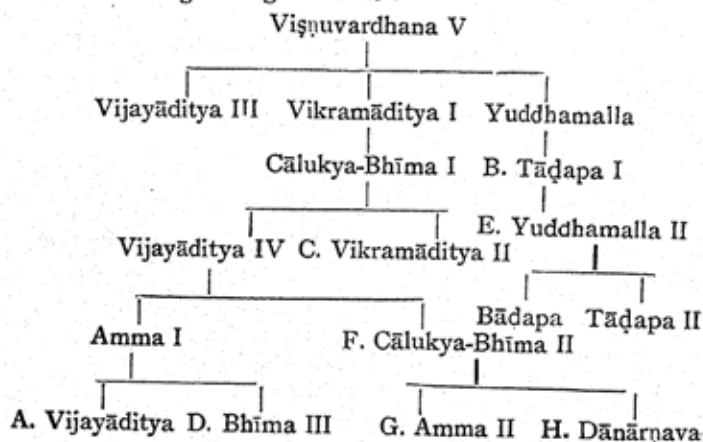 Viṣṇuvardhana V
Vijayāditya III Vikramāditya I Yuddhamalla
Cālukya-Bhīma I B. Tāḍapa I
E. Yuddhamalla II
Vijayāditya IV C. Vikramāditya II
Bāḍapa Tāḍapa II
Amma I F. Cālukya-Bhīma II
A. Vijayāditya D. Bhīma III G. Amma II H. Dānārnava